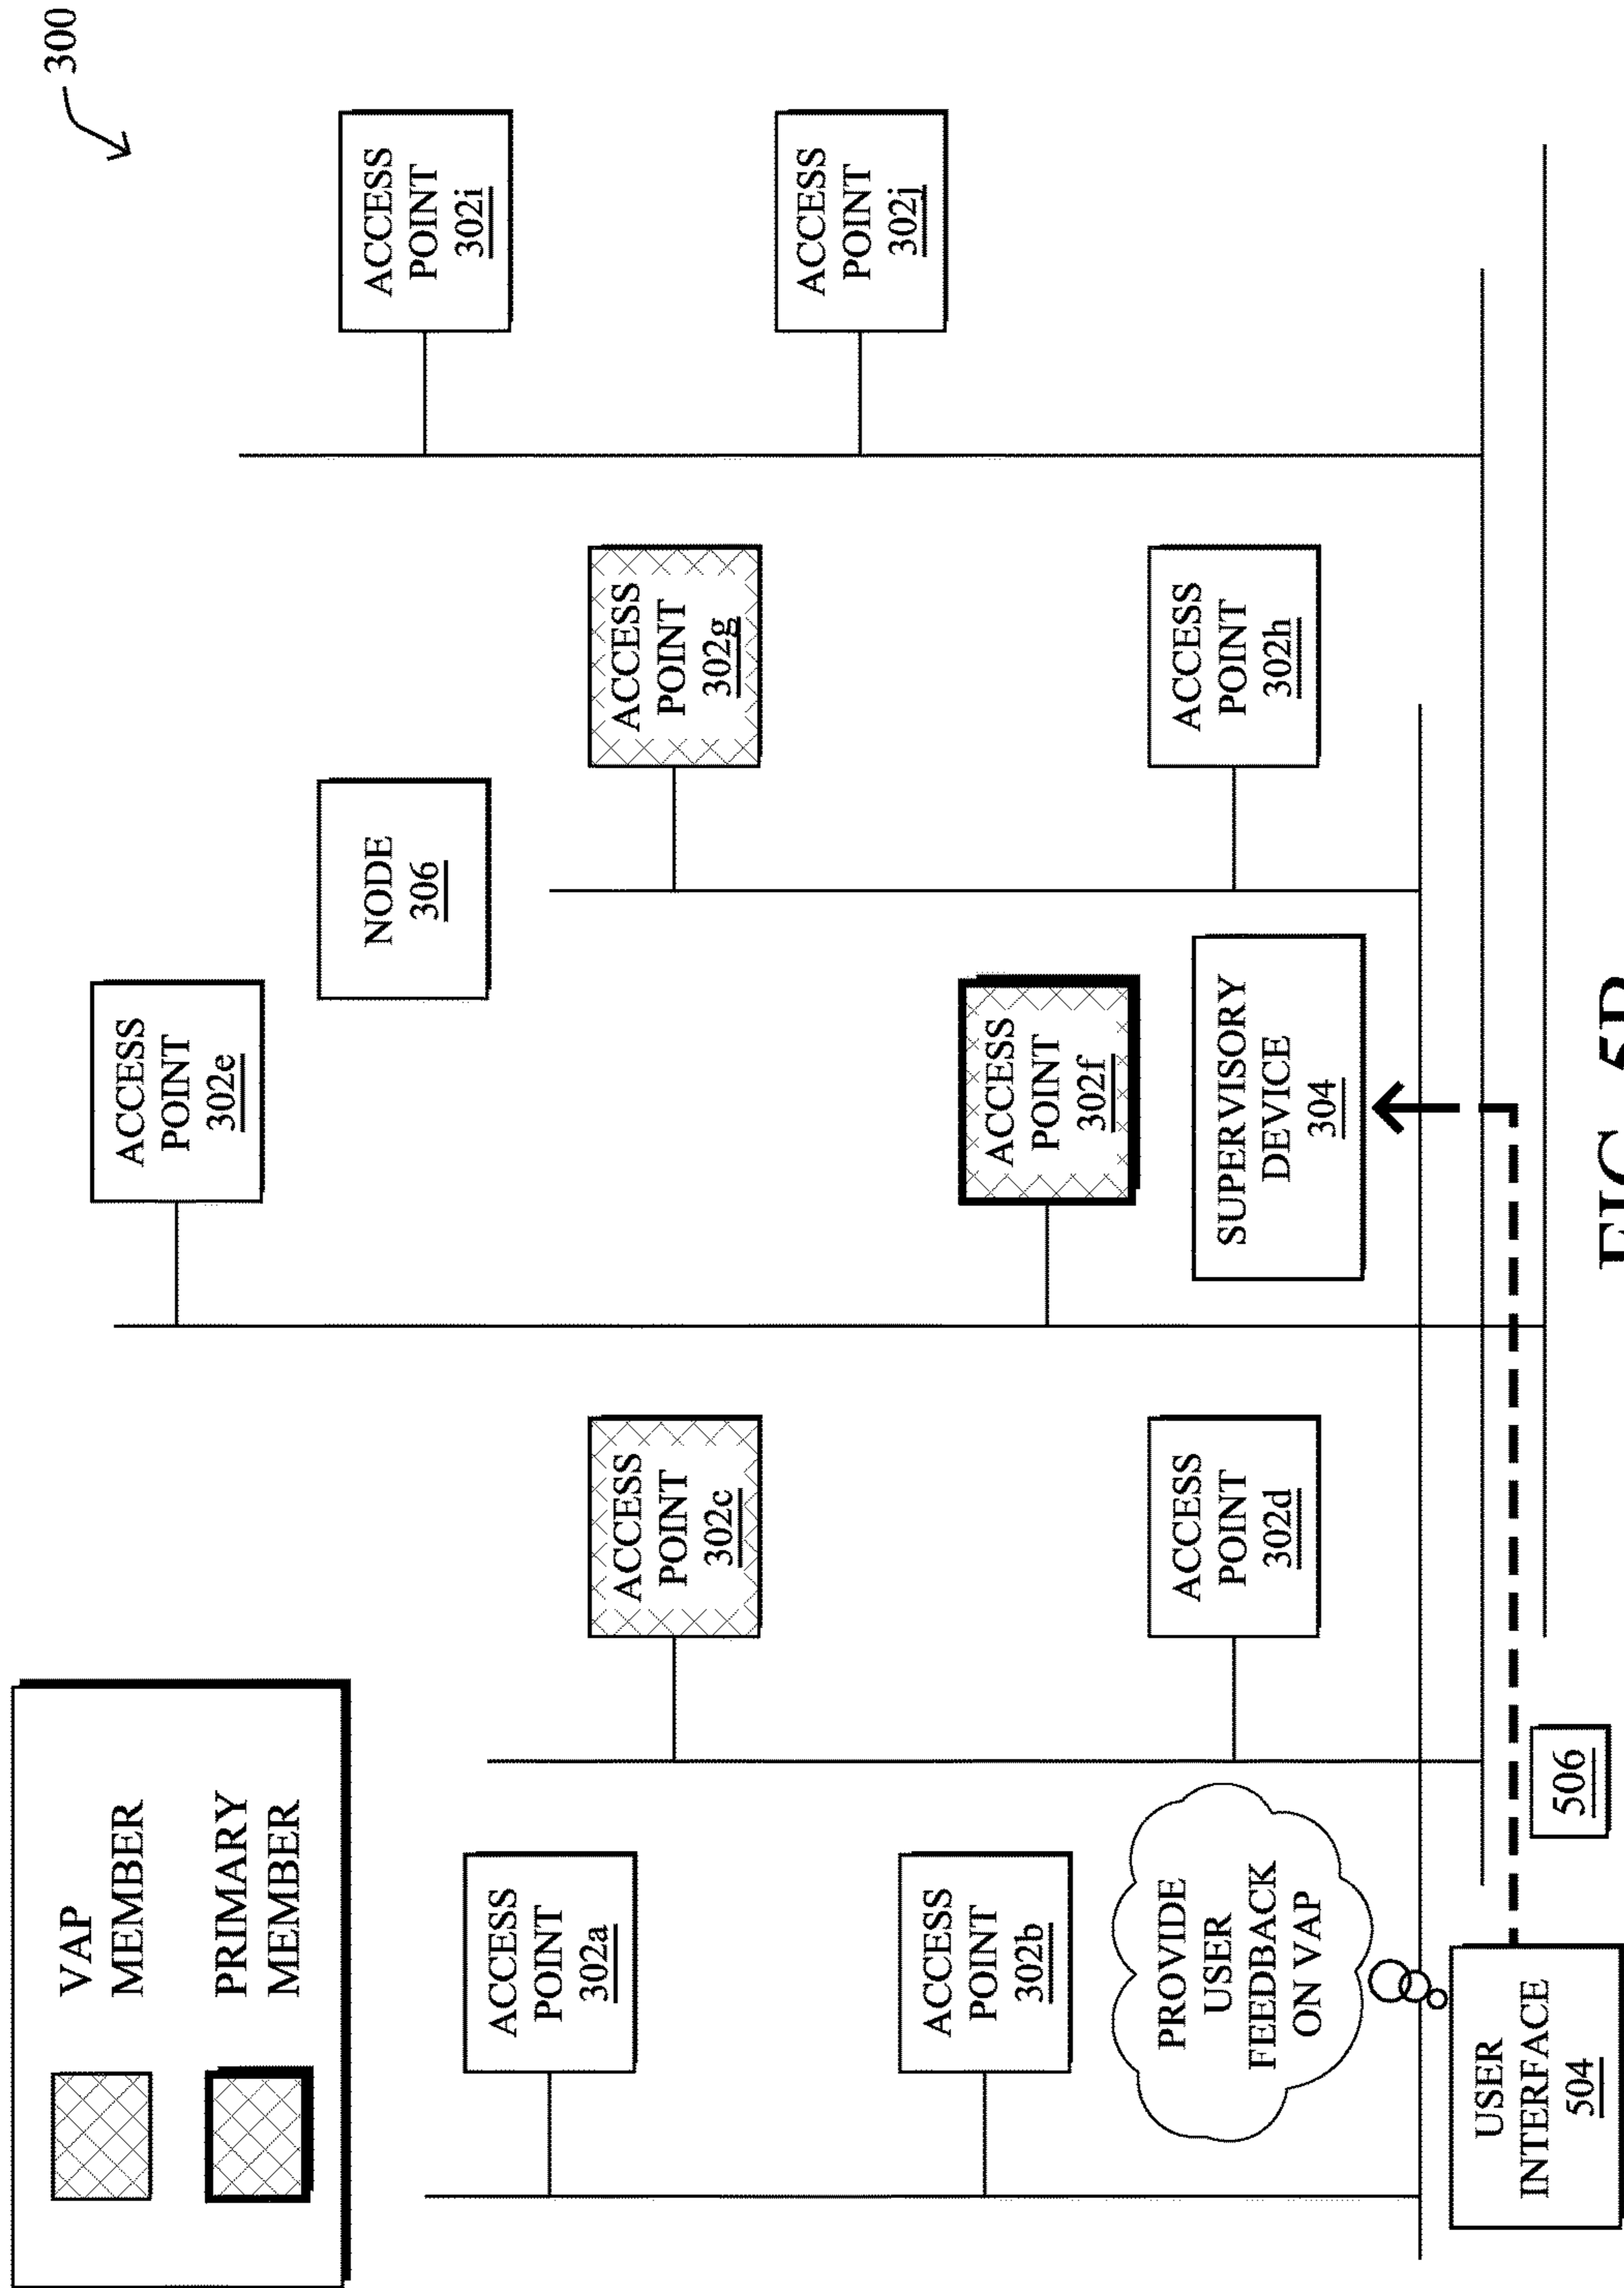 300
VAP
MEMBER
PRIMARY
MEMBER
ACCESS
POINT
302e
ACCESS
POINT
302i
NODE
306
ACCESS
POINT
302a
ACCESS
POINT
302c
ACCESS
POINT
302g
ACCESS
POINT
302j
ACCESS
POINT
302b
ACCESS
POINT
302f
PROVIDE
USER
FEEDBACK
ON VAP
ACCESS
POINT
302d
SUPERVISORY
DEVICE
304
ACCESS
POINT
302h
USER
INTERFACE
504
506
FIG. 5B